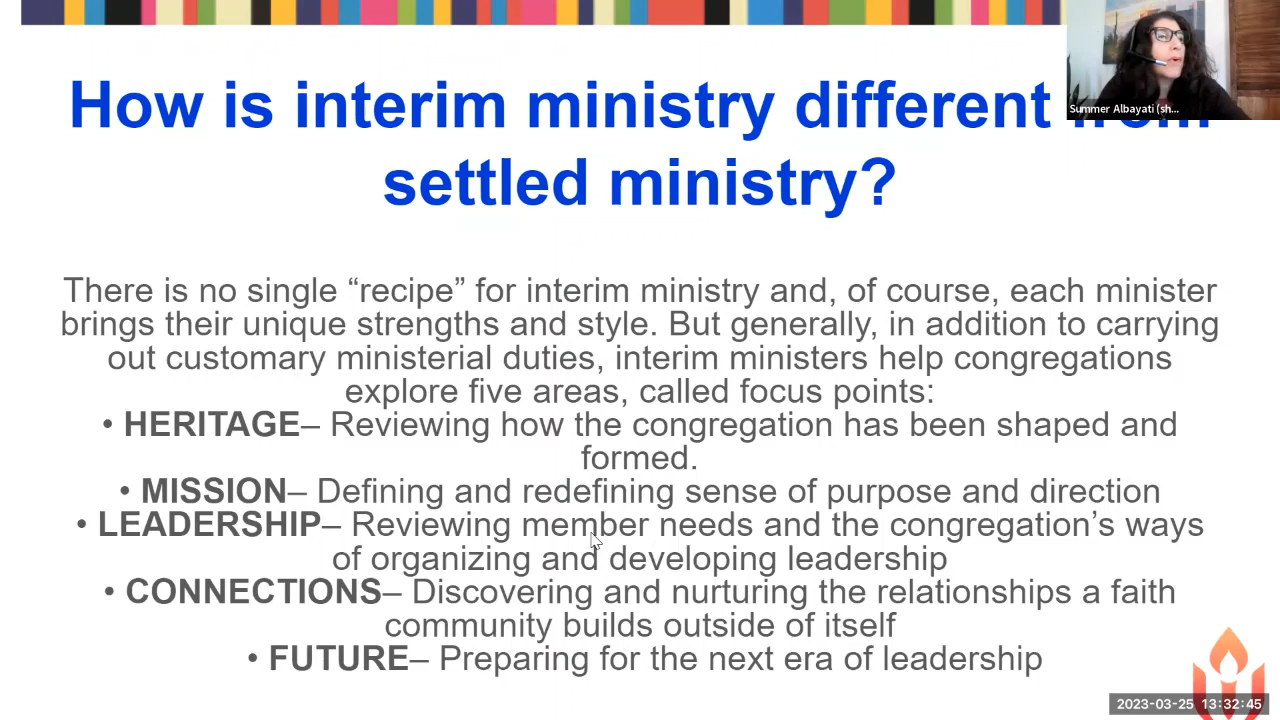 How is interim ministry different from
settled ministry?
Summer Albayati (sh...
There is no single “recipe” for interim ministry and, of course, each minister
brings their unique strengths and style. But generally, in addition to carrying
out customary ministerial duties, interim ministers help congregations
explore five areas, called focus points:
• HERITAGE– Reviewing how the congregation has been shaped and
formed.
• MISSION– Defining and redefining sense of purpose and direction
• LEADERSHIP– Reviewing member needs and the congregation’s ways
of organizing and developing leadership
• CONNECTIONS– Discovering and nurturing the relationships a faith
community builds outside of itself
• FUTURE– Preparing for the next era of leadership
2023-03-25 13:32:45